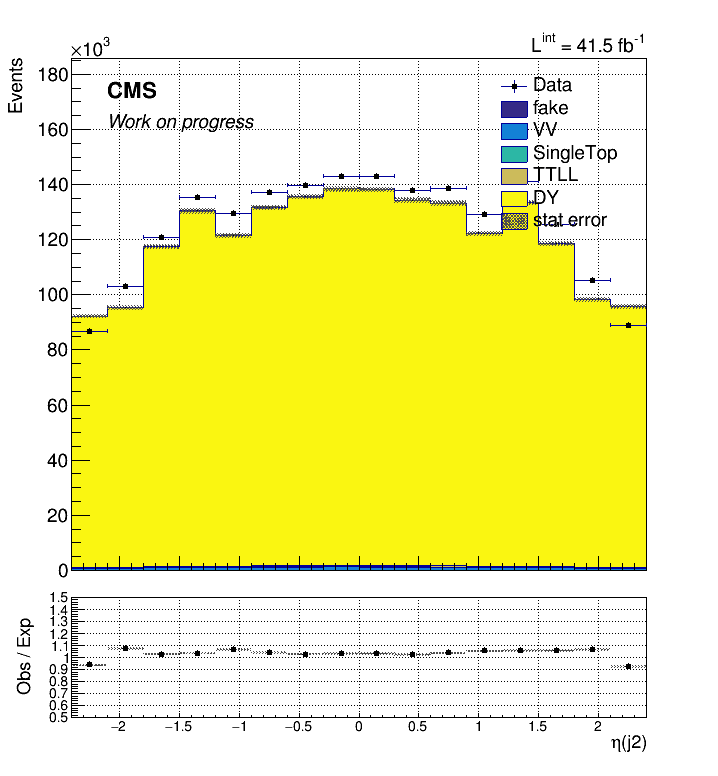 ×10³
L^int = 41.5 fb⁻¹
Events
CMS
Work on progress
Data
fake
VV
SingleTop
TTLL
DY
stat error
180
160
140
120
100
80
60
40
20
0
Obs / Exp
1.5
1.4
1.3
1.2
1.1
1
0.9
0.8
0.7
0.6
0.5
−2 −1.5 −1 −0.5 0 0.5 1 1.5 2
η(j2)